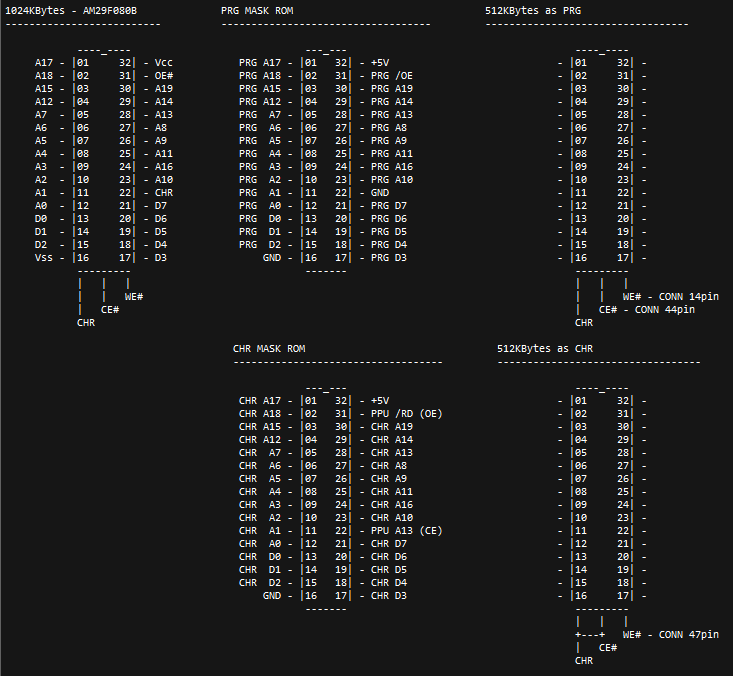 1024KBytes - AM29F080B          PRG MASK ROM                    512KBytes as PRG
--------------------------          -----------------------------------          ----------------------------------
            ----_----                             ---_---                                      ----_----
     A17 - |01     32| - Vcc           PRG A17 - |01   32| - +5V                            - |01     32| -
     A18 - |02     31| - OE#           PRG A18 - |02   31| - PRG /OE                        - |02     31| -
     A15 - |03     30| - A19           PRG A15 - |03   30| - PRG A19                        - |03     30| -
     A12 - |04     29| - A14           PRG A12 - |04   29| - PRG A14                        - |04     29| -
     A7  - |05     28| - A13           PRG  A7 - |05   28| - PRG A13                        - |05     28| -
     A6  - |06     27| - A8            PRG  A6 - |06   27| - PRG A8                         - |06     27| -
     A5  - |07     26| - A9            PRG  A5 - |07   26| - PRG A9                         - |07     26| -
     A4  - |08     25| - A11           PRG  A4 - |08   25| - PRG A11                        - |08     25| -
     A3  - |09     24| - A16           PRG  A3 - |09   24| - PRG A16                        - |09     24| -
     A2  - |10     23| - A10           PRG  A2 - |10   23| - PRG A10                        - |10     23| -
     A1  - |11     22| - CHR           PRG  A1 - |11   22| - GND                            - |11     22| -
     A0  - |12     21| - D7            PRG  A0 - |12   21| - PRG D7                         - |12     21| -
     D0  - |13     20| - D6            PRG  D0 - |13   20| - PRG D6                         - |13     20| -
     D1  - |14     19| - D5            PRG  D1 - |14   19| - PRG D5                         - |14     19| -
     D2  - |15     18| - D4            PRG  D2 - |15   18| - PRG D4                         - |15     18| -
     Vss - |16     17| - D3                GND - |16   17| - PRG D3                         - |16     17| -
            ---------                             -------                                      ---------
            |   |   |                                                                          |   |   |
            |   |   WE#                                                                        |   |   WE# - CONN 14pin
            |   CE#                                                                            |   CE# - CONN 44pin
            CHR                                                                                CHR
CHR MASK ROM                    512KBytes as CHR
-----------------------------------          ----------------------------------
            ---_---                                      ----_----
 CHR A17 - |01   32| - +5V                            - |01     32| -
 CHR A18 - |02   31| - PPU /RD (OE)                   - |02     31| -
 CHR A15 - |03   30| - CHR A19                        - |03     30| -
 CHR A12 - |04   29| - CHR A14                        - |04     29| -
 CHR  A7 - |05   28| - CHR A13                        - |05     28| -
 CHR  A6 - |06   27| - CHR A8                         - |06     27| -
 CHR  A5 - |07   26| - CHR A9                         - |07     26| -
 CHR  A4 - |08   25| - CHR A11                        - |08     25| -
 CHR  A3 - |09   24| - CHR A16                        - |09     24| -
 CHR  A2 - |10   23| - CHR A10                        - |10     23| -
 CHR  A1 - |11   22| - PPU A13 (CE)                   - |11     22| -
 CHR  A0 - |12   21| - CHR D7                         - |12     21| -
 CHR  D0 - |13   20| - CHR D6                         - |13     20| -
 CHR  D1 - |14   19| - CHR D5                         - |14     19| -
 CHR  D2 - |15   18| - CHR D4                         - |15     18| -
     GND - |16   17| - CHR D3                         - |16     17| -
            -------                                      ---------
                                                         |   |   |
                                                         +---+   WE# - CONN 47pin
                                                         |   CE#
                                                         CHR